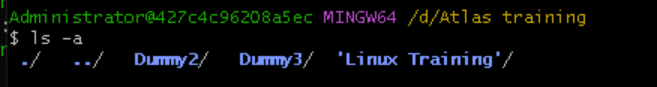 Administrator@427c4c96208a5ec MINGW64 /d/Atlas training
$ ls -a
./ ../ Dummy2/ Dummy3/ 'Linux Training'/